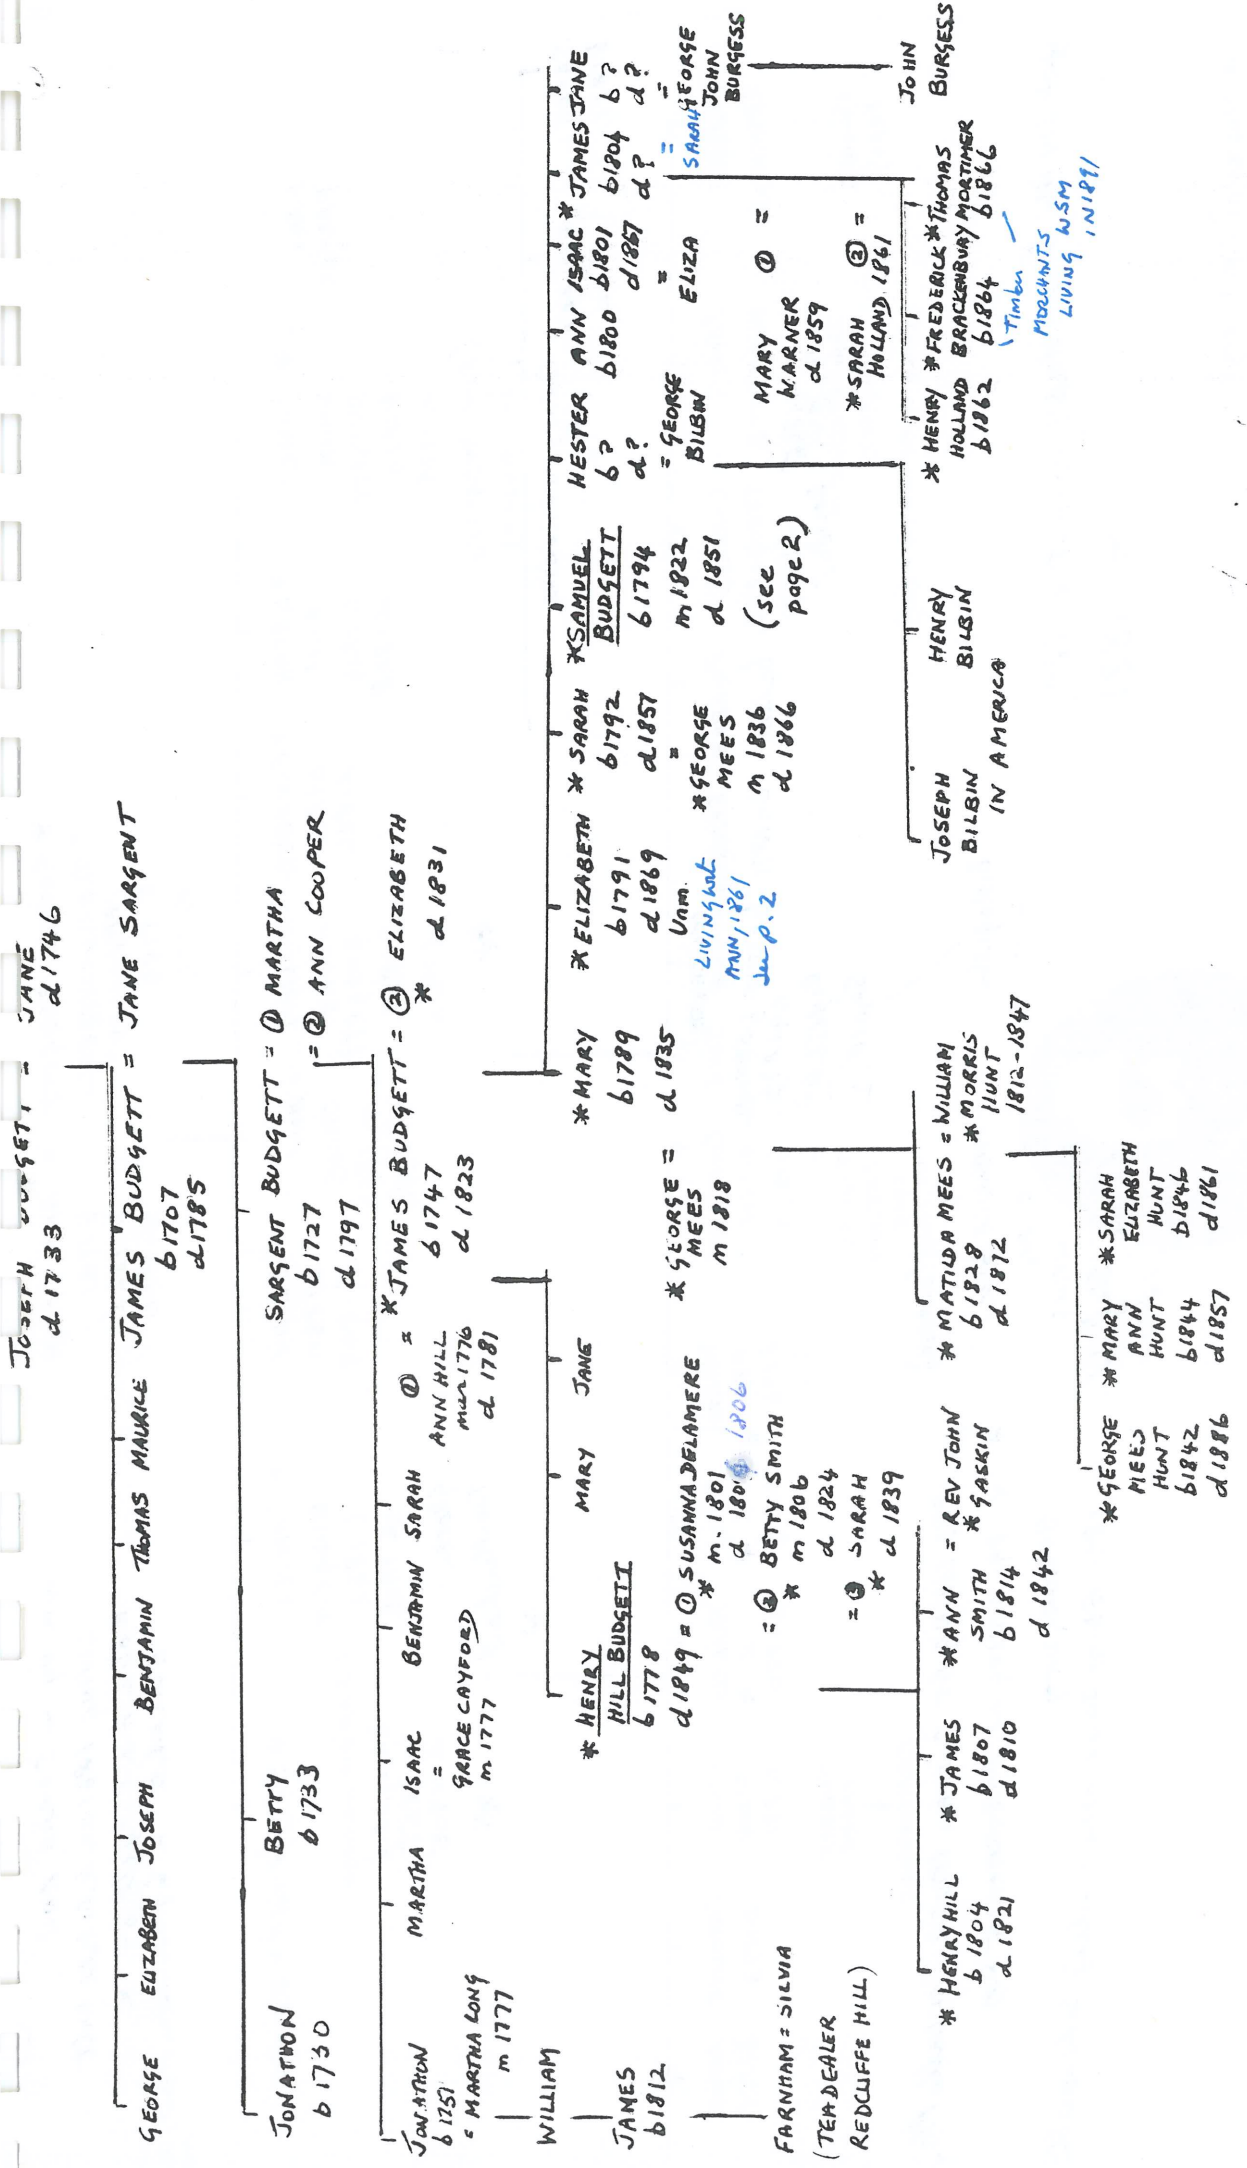 JOSEPH BUDGETT = JANE
d 1733
d 1746
GEORGE ELIZABETH JOSEPH BENJAMIN THOMAS MAURICE JAMES BUDGETT = JANE SARGENT
b 1707
d 1785
JONATHON
b 1730
BETTY
b 1733
SARGENT BUDGETT = ① MARTHA
b 1727
d 1797
= ② ANN COOPER
JONATHON
= MARTHA LONG
m 1777
MARTHA
ISAAC
=
GRACE CAYFORD
m 1777
BENJAMIN SARAH
① =
ANN HILL
mar 1776
d 1781
* JAMES BUDGETT = ② ELIZABETH
b 1747
d 1823
*
d 1831
WILLIAM
JAMES
b 1812
FARNHAM = SILVIA
(TEA DEALER
REDCLIFFE HILL)
* HENRY
HILL BUDGETT
b 1778
d 1849 = ① SUSANNA DELAMERE
* m. 1801
d 1806
= ② BETTY SMITH
* m 1806
d 1824
= ③ SARAH
* d 1839
MARY
JANE
* GEORGE =
MEES
m 1818
* MARY
b 1789
d 1835
* ELIZABETH
b 1791
d 1869
Unm.
LIVING wt
ANN, 1861
See p. 2
* SARAH
b 1792
d 1857
=
* GEORGE
MEES
m 1836
d 1866
* SAMUEL
BUDGETT
b 1794
m 1822
d 1851
(see
page 2)
HESTER
b ?
d ?
= GEORGE
BILBIN
ANN
b 1800
ISAAC
b 1801
d 1867
=
ELIZA
* JAMES
b 1804
d ?
=
SARAH
JANE
b ?
d ?
=
GEORGE
JOHN
BURGESS
MARY ① =
WARNER
d 1859
* SARAH ② =
HOLLAND 1861
* HENRY HILL
b 1804
d 1821
* JAMES
b 1807
d 1810
* ANN = REV JOHN
SMITH * GASKIN
b 1814
d 1842
* MATILDA MEES = WILLIAM
b 1828
d 1872
* MORRIS
HUNT
1812-1847
JOSEPH
BILBIN
HENRY
BILBIN
IN AMERICA
* HENRY
HOLLAND
b 1862
* FREDERICK
BRACKENBURY
b 1864
* THOMAS
MORTIMER
b 1866
Timber
MERCHANTS
LIVING WSM
IN 1891
JOHN
BURGESS
* GEORGE
MEES
HUNT
b 1842
d 1886
* MARY
ANN
HUNT
b 1844
d 1857
* SARAH
ELIZABETH
HUNT
b 1846
d 1861